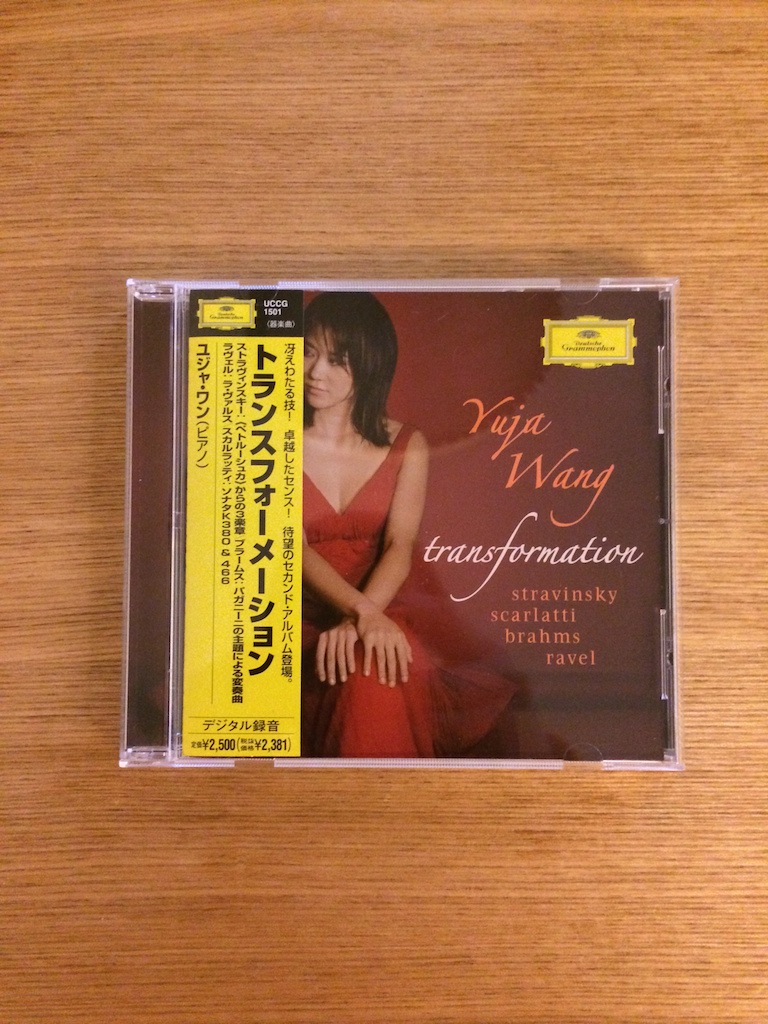 Deutsche
Grammophon
UCCG
1501
〈器楽曲〉
冴えわたる技! 卓越したセンス! 待望のセカンド・アルバム登場。
トランスフォーメーション
ストラヴィンスキー:《ペトルーシュカ》からの3楽章 ブラームス:パガニーニの主題による変奏曲
ラヴェル:ラ・ヴァルス スカルラッティ:ソナタK380 & 466
ユジャ・ワン(ピアノ)
デジタル録音
定価¥2,500(税抜価格¥2,381)
Deutsche
Grammophon
Yuja
Wang
transformation
stravinsky
scarlatti
brahms
ravel